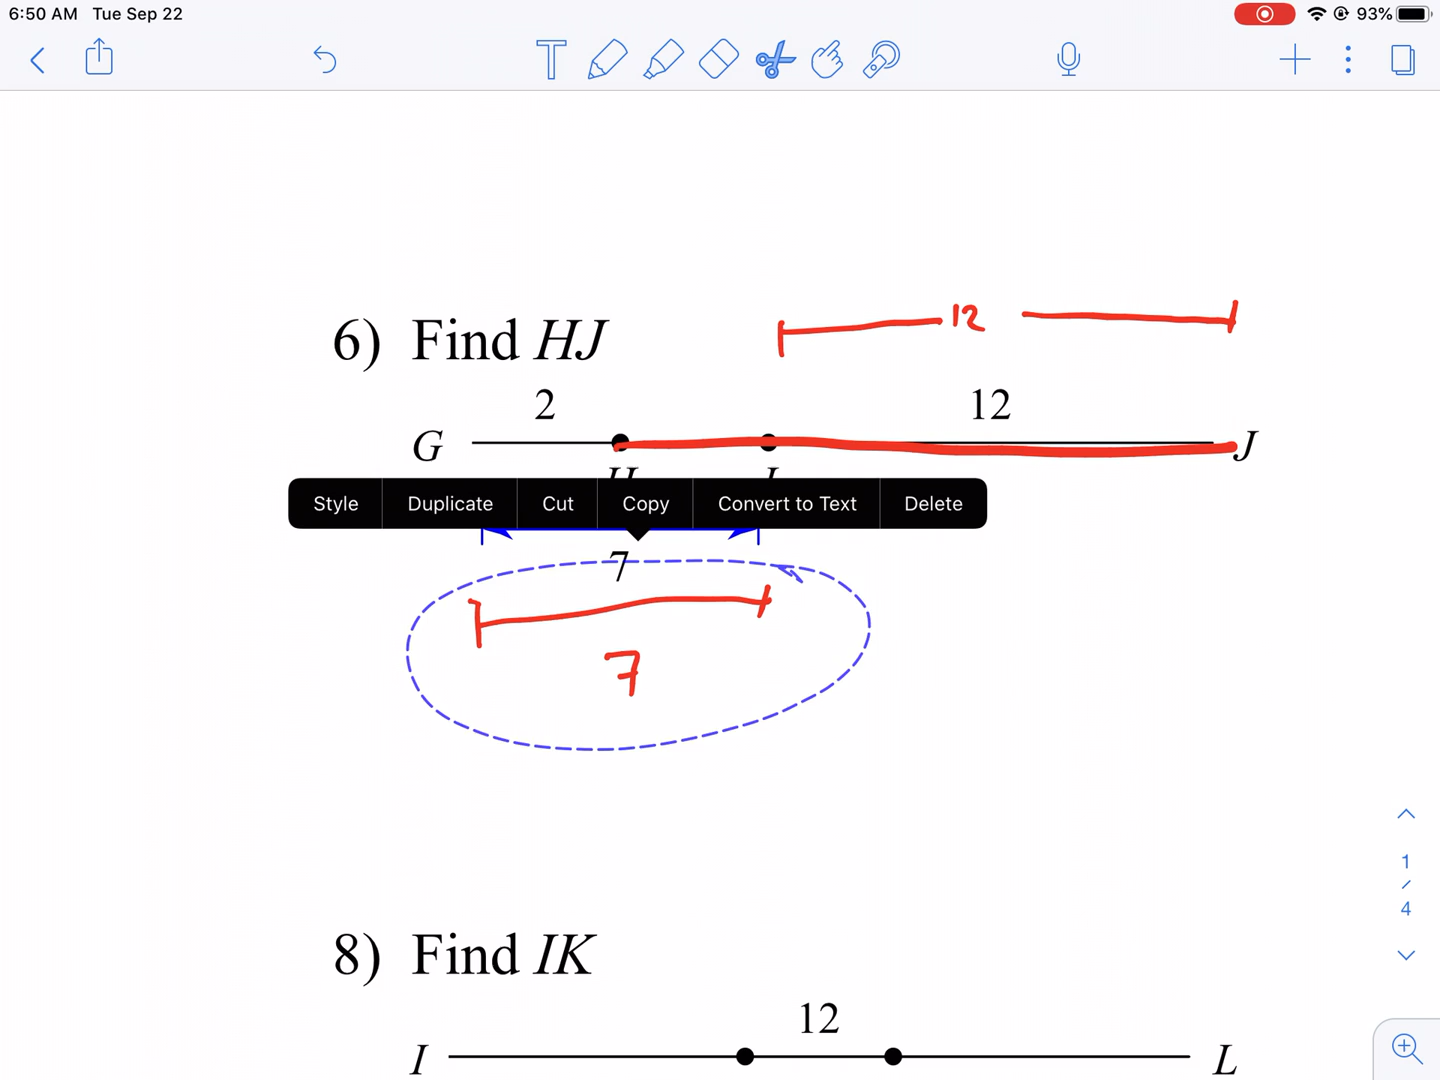 6:50 AM Tue Sep 22
93%
T
12
6) Find HJ
2
12
G
J
Style
Duplicate
Cut
Copy
Convert to Text
Delete
7
7
1
/
4
8) Find IK
12
I
L